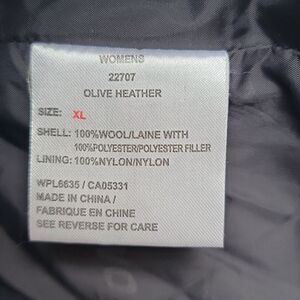 WOMENS
22707
OLIVE HEATHER
SIZE: XL
SHELL: 100%WOOL/LAINE WITH
100%POLYESTER/POLYESTER FILLER
LINING: 100%NYLON/NYLON
WPL6635 / CA05331
MADE IN CHINA /
FABRIQUE EN CHINE
SEE REVERSE FOR CARE